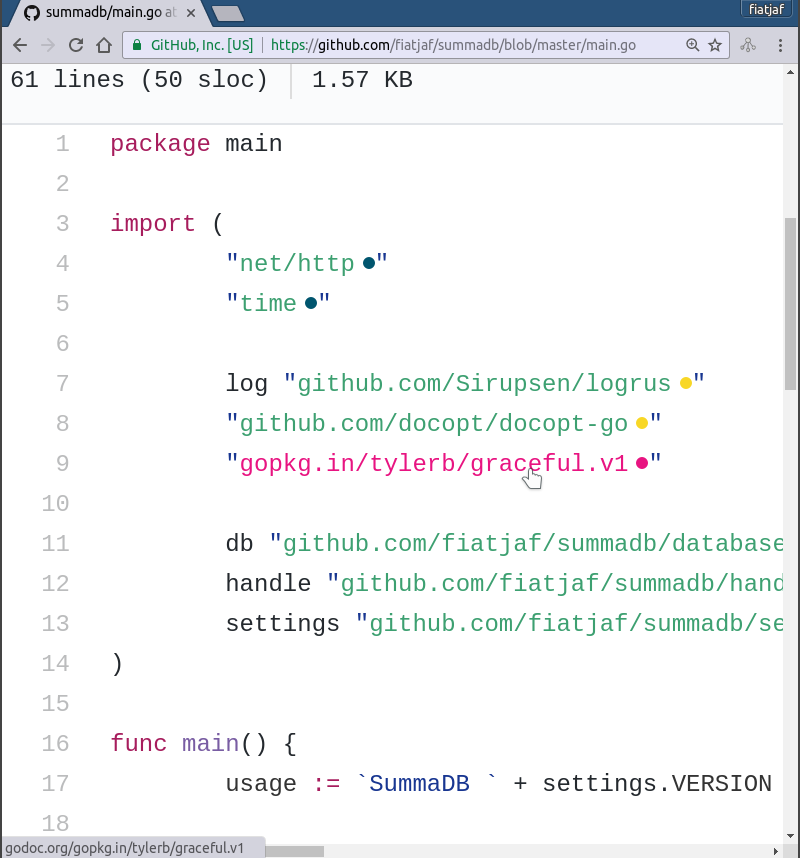 summadb/main.go at
fiatjaf
GitHub, Inc. [US] https://github.com/fiatjaf/summadb/blob/master/main.go
61 lines (50 sloc) 1.57 KB
1 package main
2
3 import (
4 "net/http"
5 "time"
6
7 log "github.com/Sirupsen/logrus"
8 "github.com/docopt/docopt-go"
9 "gopkg.in/tylerb/graceful.v1"
10
11 db "github.com/fiatjaf/summadb/database
12 handle "github.com/fiatjaf/summadb/hand
13 settings "github.com/fiatjaf/summadb/se
14 )
15
16 func main() {
17 usage := `SummaDB ` + settings.VERSION
18
godoc.org/gopkg.in/tylerb/graceful.v1